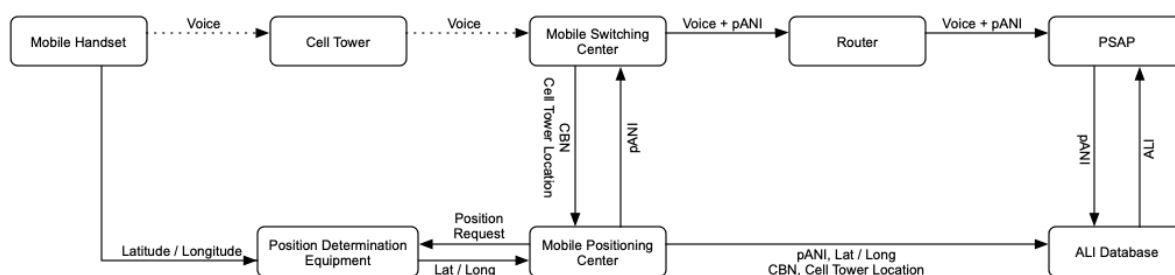 Voice
Voice
Voice + pANI
Voice + pANI
Mobile Handset
Cell Tower
Mobile Switching
Center
Router
PSAP
CBN
Cell Tower Location
pANI
pANI
ALI
Position
Request
Latitude / Longitude
Position Determination
Equipment
Lat / Long
Mobile Positioning
Center
pANI, Lat / Long
CBN, Cell Tower Location
ALI Database